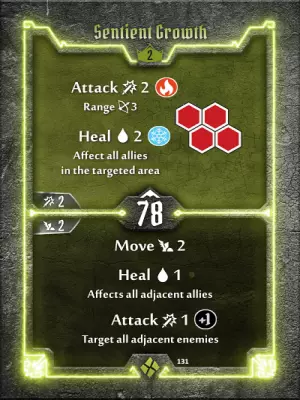 Sentient Growth
2
Attack 2
Range 3
Heal 2
Affect all allies
in the targeted area
2
78
2
Move 2
Heal 1
Affects all adjacent allies
Attack 1 +1
Target all adjacent enemies
131